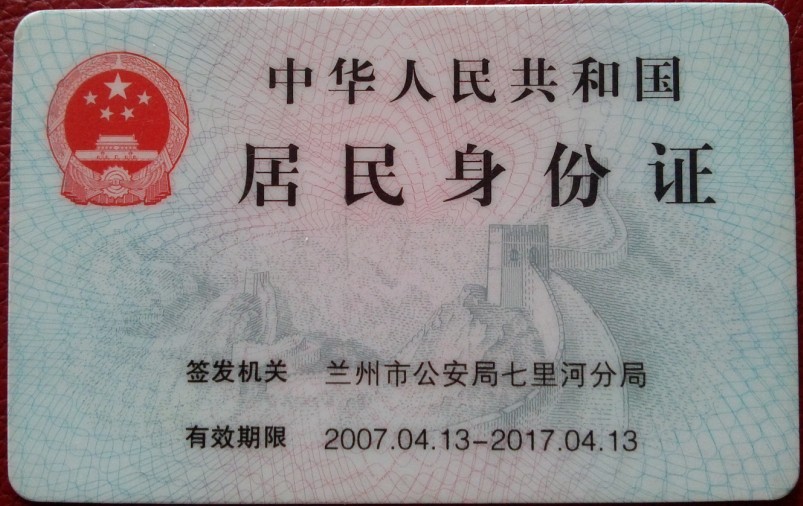 中华人民共和国
居民身份证
签发机关 兰州市公安局七里河分局
有效期限 2007.04.13-2017.04.13